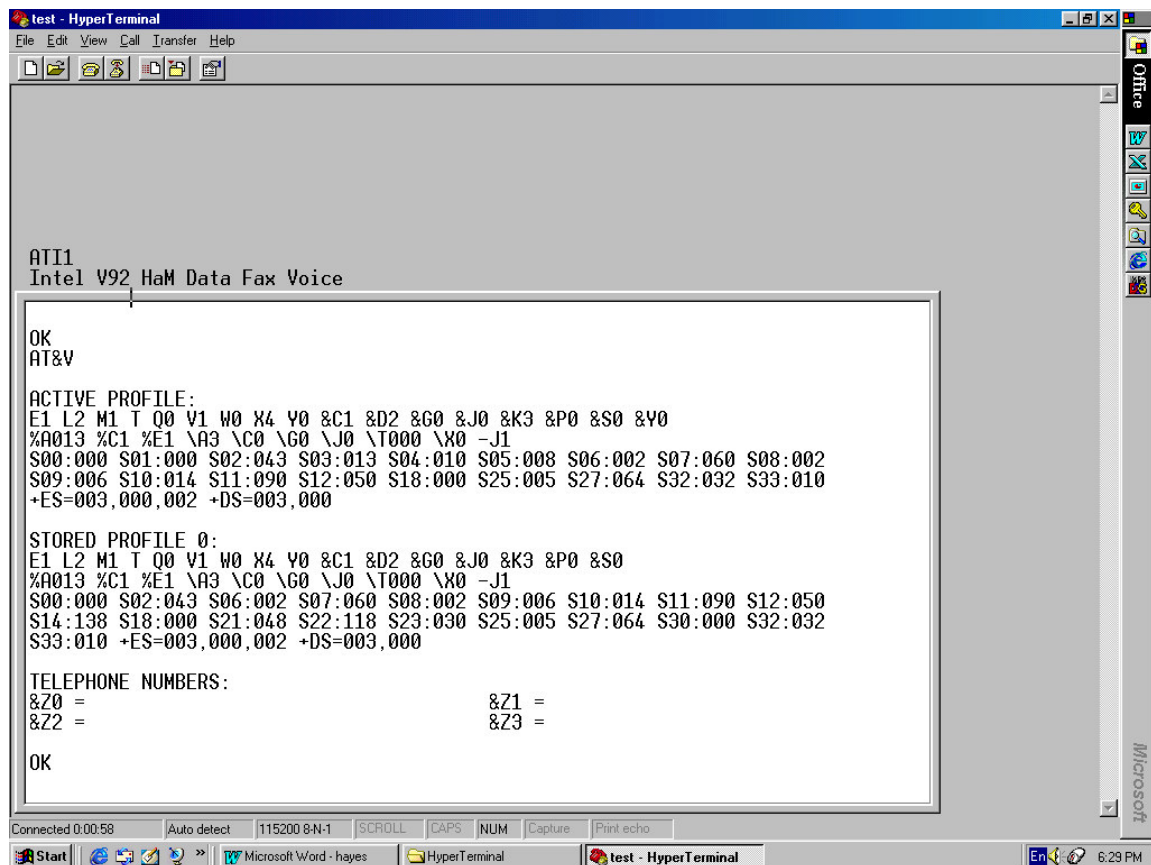 test - HyperTerminal
File Edit View Call Transfer Help
Office
ATI1
Intel V92 HaM Data Fax Voice
OK
AT&V
ACTIVE PROFILE:
E1 L2 M1 T Q0 V1 W0 X4 Y0 &C1 &D2 &G0 &J0 &K3 &P0 &S0 &Y0
%A013 %C1 %E1 \A3 \C0 \G0 \J0 \T000 \X0 -J1
S00:000 S01:000 S02:043 S03:013 S04:010 S05:008 S06:002 S07:060 S08:002
S09:006 S10:014 S11:090 S12:050 S18:000 S25:005 S27:064 S32:032 S33:010
+ES=003,000,002 +DS=003,000
STORED PROFILE 0:
E1 L2 M1 T Q0 V1 W0 X4 Y0 &C1 &D2 &G0 &J0 &K3 &P0 &S0
%A013 %C1 %E1 \A3 \C0 \G0 \J0 \T000 \X0 -J1
S00:000 S02:043 S06:002 S07:060 S08:002 S09:006 S10:014 S11:090 S12:050
S14:138 S18:000 S21:048 S22:118 S23:030 S25:005 S27:064 S30:000 S32:032
S33:010 +ES=003,000,002 +DS=003,000
TELEPHONE NUMBERS:
&Z0 = &Z1 =
&Z2 = &Z3 =
OK
Microsoft
Connected 0:00:58 Auto detect 115200 8-N-1 SCROLL CAPS NUM Capture Print echo
Start » Microsoft Word - hayes HyperTerminal test - HyperTerminal En 6:29 PM